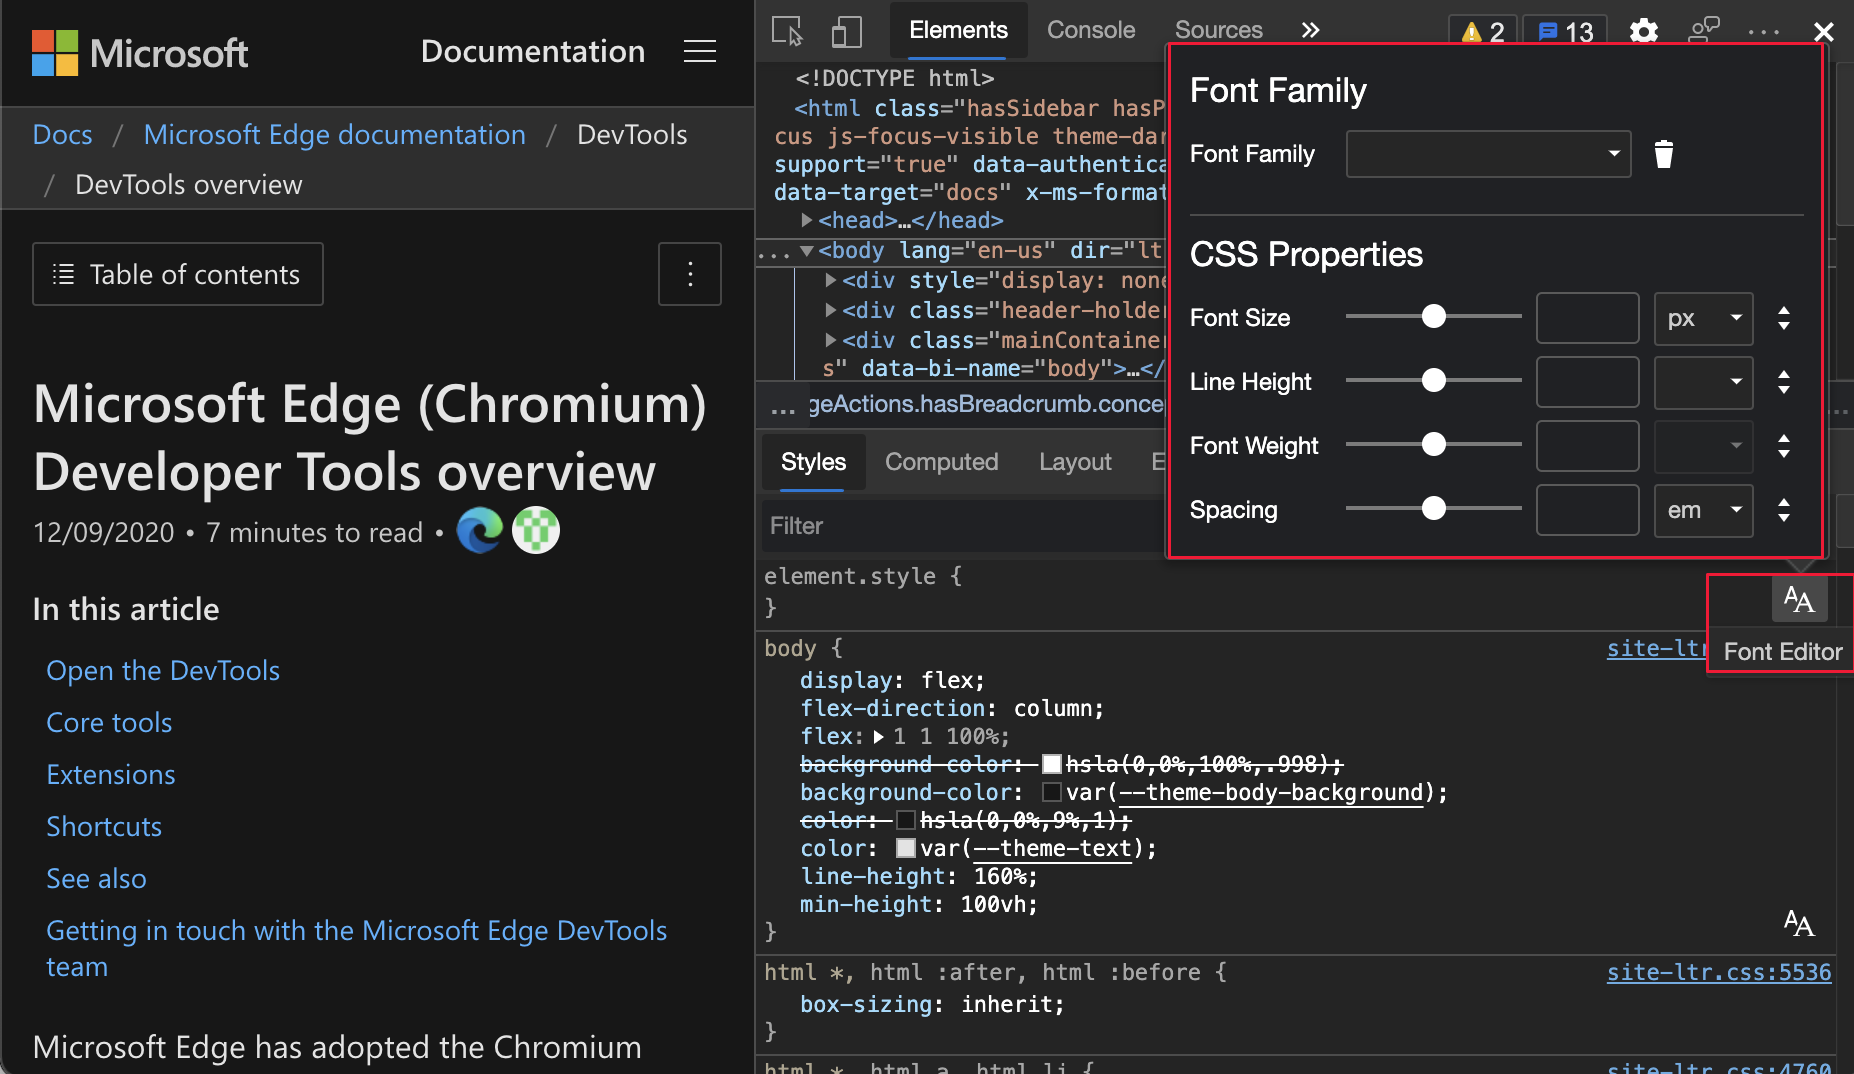 Microsoft
Documentation
Docs / Microsoft Edge documentation / DevTools
/ DevTools overview
Table of contents
Microsoft Edge (Chromium)
Developer Tools overview
12/09/2020 • 7 minutes to read •
In this article
Open the DevTools
Core tools
Extensions
Shortcuts
See also
Getting in touch with the Microsoft Edge DevTools
team
Microsoft Edge has adopted the Chromium
Elements Console Sources » 2 13
<!DOCTYPE html>
<html class="hasSidebar hasP
cus js-focus-visible theme-dar
support="true" data-authentica
data-target="docs" x-ms-format
<head>…</head>
... <body lang="en-us" dir="lt
<div style="display: none
<div class="header-holder
<div class="mainContainer
s" data-bi-name="body">…</
... geActions.hasBreadcrumb.concep ...
Styles Computed Layout E
Filter
element.style {
}
body { site-ltr
display: flex;
flex-direction: column;
flex: 1 1 100%;
background-color: hsla(0,0%,100%,.998);
background-color: var(--theme-body-background);
color: hsla(0,0%,9%,1);
color: var(--theme-text);
line-height: 160%;
min-height: 100vh;
}
AA
html *, html :after, html :before { site-ltr.css:5536
box-sizing: inherit;
}
html *, html a, html li { site-ltr.css:4760
Font Family
Font Family
CSS Properties
Font Size px
Line Height
Font Weight
Spacing em
AA
Font Editor